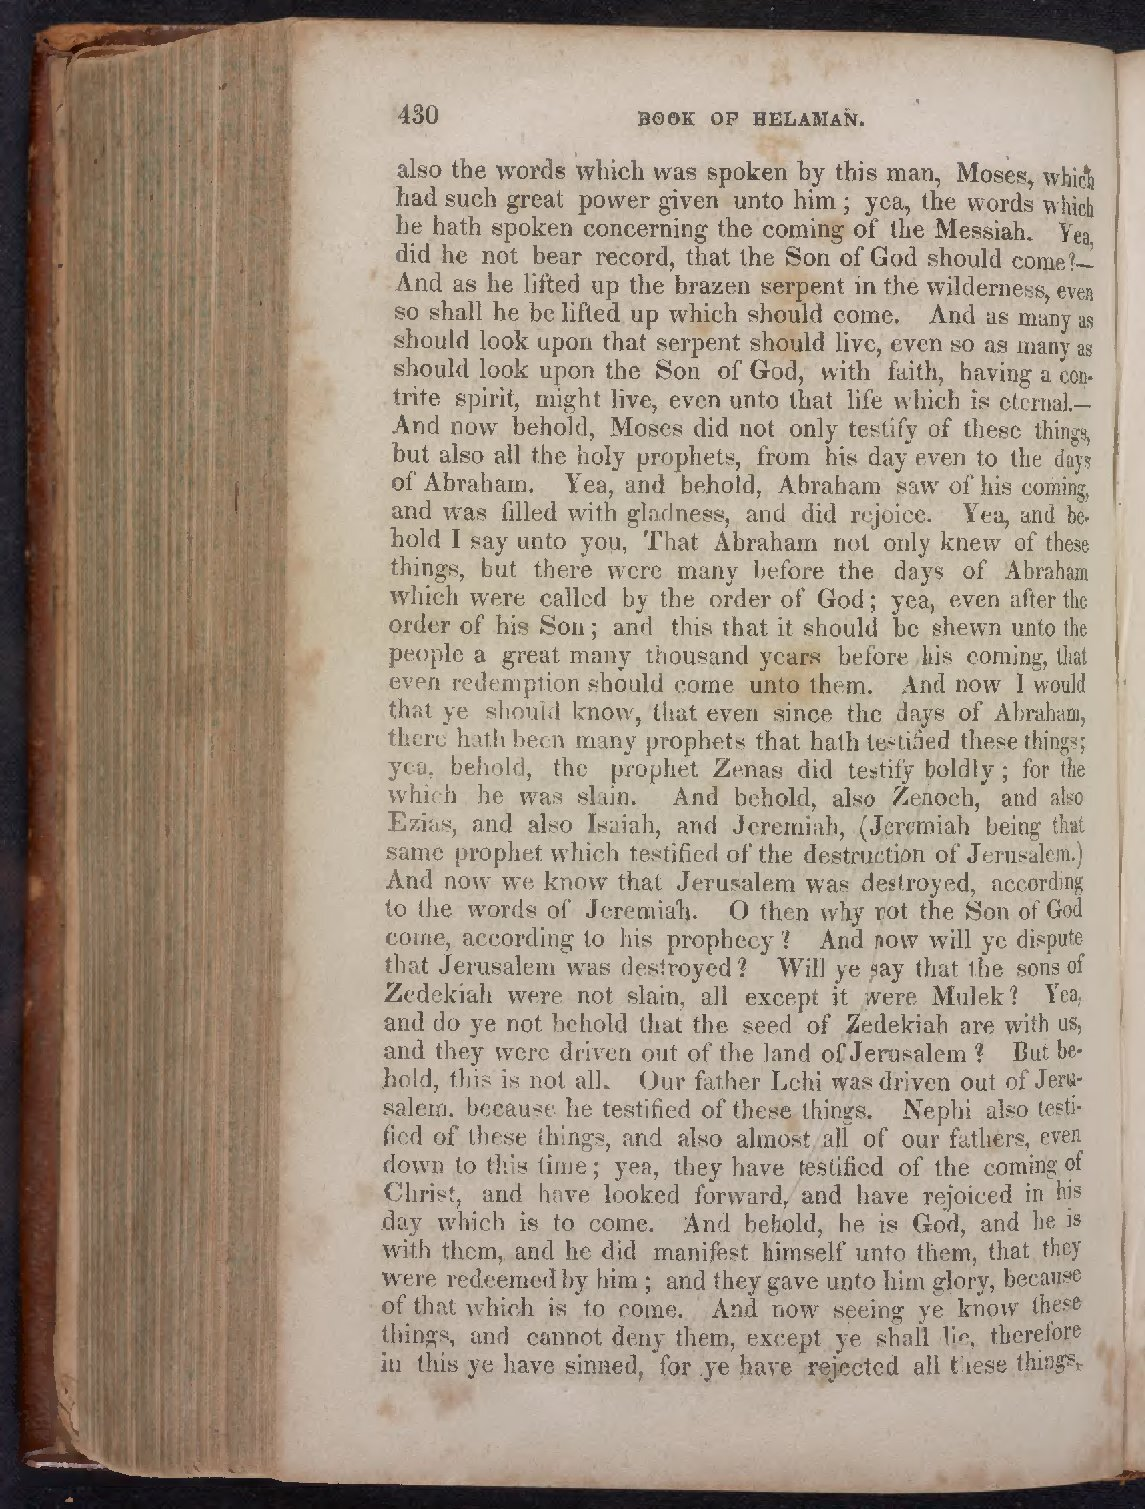 430 BOOK OF HELAMAN.
also the words which was spoken by this man, Moses, which
had such great power given unto him ; yea, the words which
he hath spoken concerning the coming of the Messiah. Yea,
did he not bear record, that the Son of God should come?—
And as he lifted up the brazen serpent in the wilderness, even
so shall he be lifted up which should come. And as many as
should look upon that serpent should live, even so as many as
should look upon the Son of God, with faith, having a con-
trite spirit, might live, even unto that life which is eternal.—
And now behold, Moses did not only testify of these things,
but also all the holy prophets, from his day even to the days
of Abraham. Yea, and behold, Abraham saw of his coming,
and was filled with gladness, and did rejoice. Yea, and be-
hold I say unto you, That Abraham not only knew of these
things, but there were many before the days of Abraham
which were called by the order of God; yea, even after the
order of his Son ; and this that it should be shewn unto the
people a great many thousand years before his coming, that
even redemption should come unto them. And now I would
that ye should know, that even since the days of Abraham,
there hath been many prophets that hath testified these things;
yea, behold, the prophet Zenas did testify boldly ; for the
which he was slain. And behold, also Zenoch, and also
Ezias, and also Isaiah, and Jeremiah, (Jeremiah being that
same prophet which testified of the destruction of Jerusalem.)
And now we know that Jerusalem was destroyed, according
to the words of Jeremiah. O then why not the Son of God
come, according to his prophecy ? And now will ye dispute
that Jerusalem was destroyed ? Will ye say that the sons of
Zedekiah were not slain, all except it were Mulek ? Yea,
and do ye not behold that the seed of Zedekiah are with us,
and they were driven out of the land of Jerusalem ? But be-
hold, this is not all. Our father Lehi was driven out of Jeru-
salem, because he testified of these things. Nephi also testi-
fied of these things, and also almost all of our fathers, even
down to this time ; yea, they have testified of the coming of
Christ, and have looked forward, and have rejoiced in his
day which is to come. And behold, he is God, and he is
with them, and he did manifest himself unto them, that they
were redeemed by him ; and they gave unto him glory, because
of that which is to come. And now seeing ye know these
things, and cannot deny them, except ye shall lie, therefore
in this ye have sinned, for ye have rejected all these things,